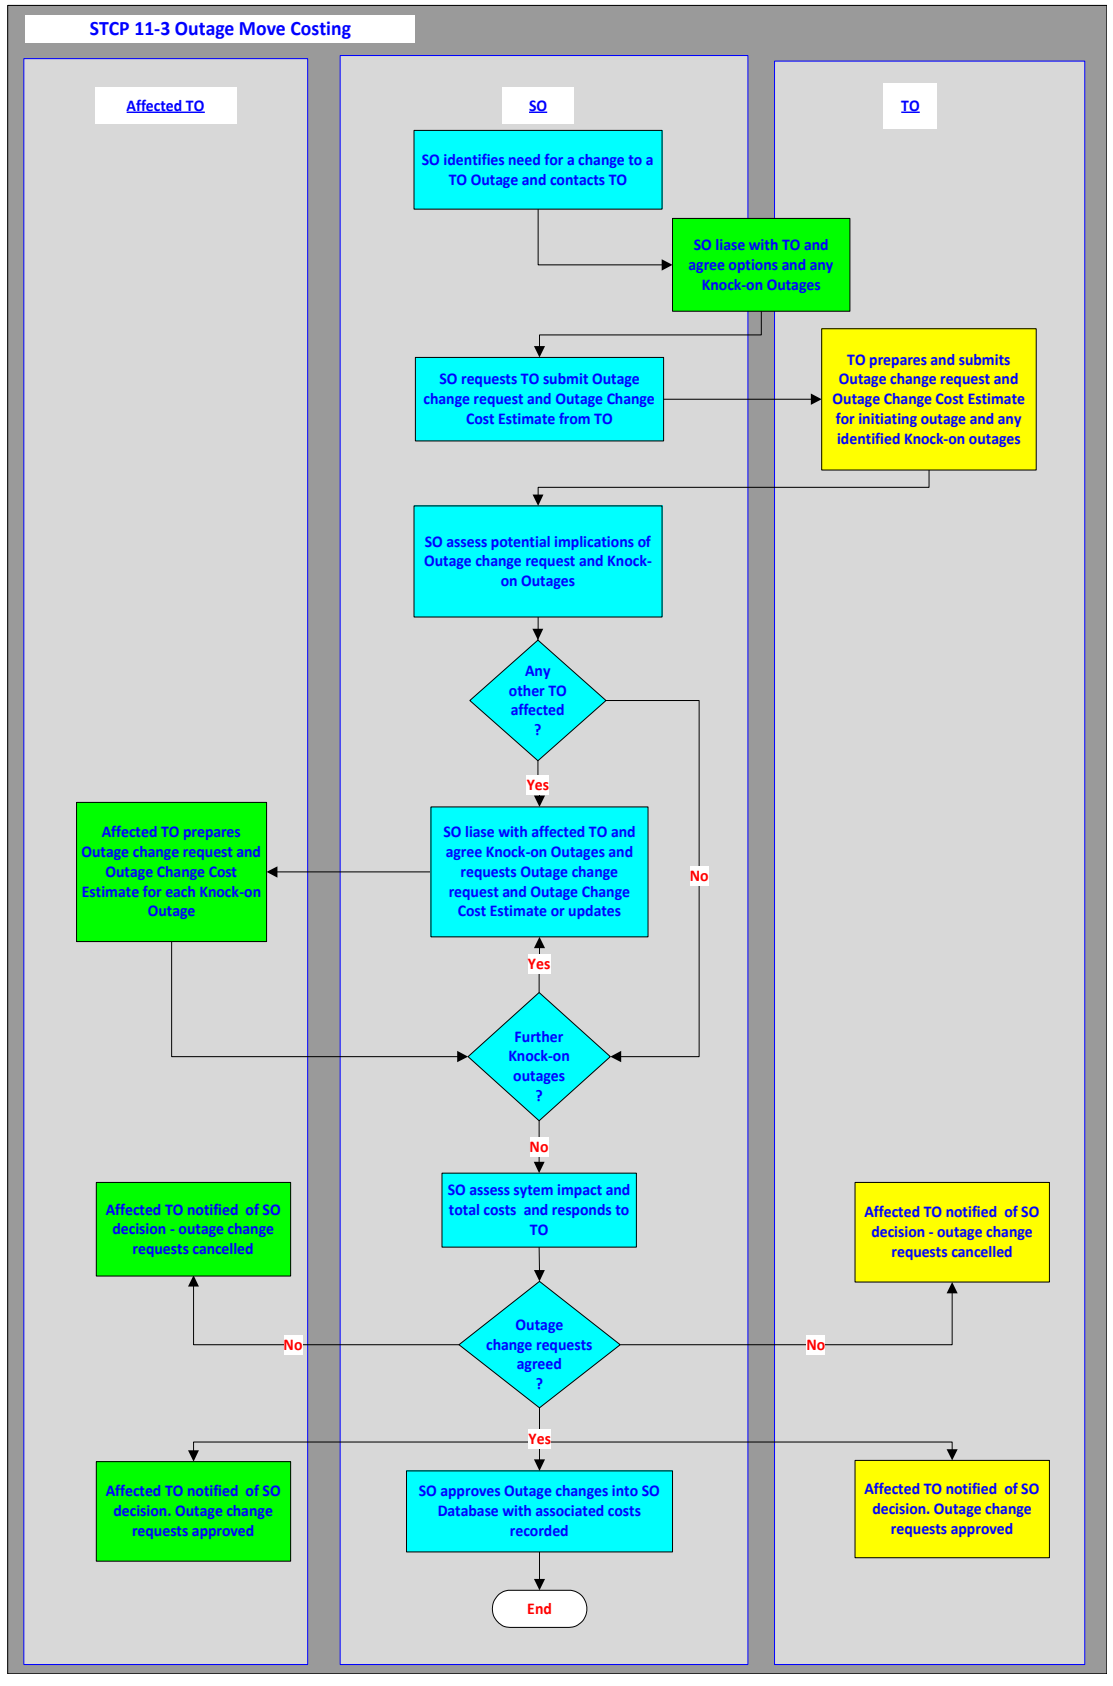 STCP 11-3 Outage Move Costing
Affected TO
SO
TO
SO identifies need for a change to a
TO Outage and contacts TO
SO liase with TO and
agree options and any
Knock-on Outages
SO requests TO submit Outage
change request and Outage Change
Cost Estimate from TO
TO prepares and submits
Outage change request and
Outage Change Cost Estimate
for initiating outage and any
identified Knock-on outages
SO assess potential implications of
Outage change request and Knock-
on Outages
Any
other TO
affected
?
Yes
No
Affected TO prepares
Outage change request and
Outage Change Cost
Estimate for each Knock-on
Outage
SO liase with affected TO and
agree Knock-on Outages and
requests Outage change
request and Outage Change
Cost Estimate or updates
Yes
Further
Knock-on
outages
?
No
SO assess sytem impact and
total costs  and responds to
TO
Affected TO notified  of SO
decision - outage change
requests cancelled
Affected TO notified  of SO
decision - outage change
requests cancelled
Outage
change requests
agreed
?
No
No
Yes
Affected TO notified  of SO
decision. Outage change
requests approved
SO approves Outage changes into SO
Database with associated costs
recorded
Affected TO notified  of SO
decision. Outage change
requests approved
End